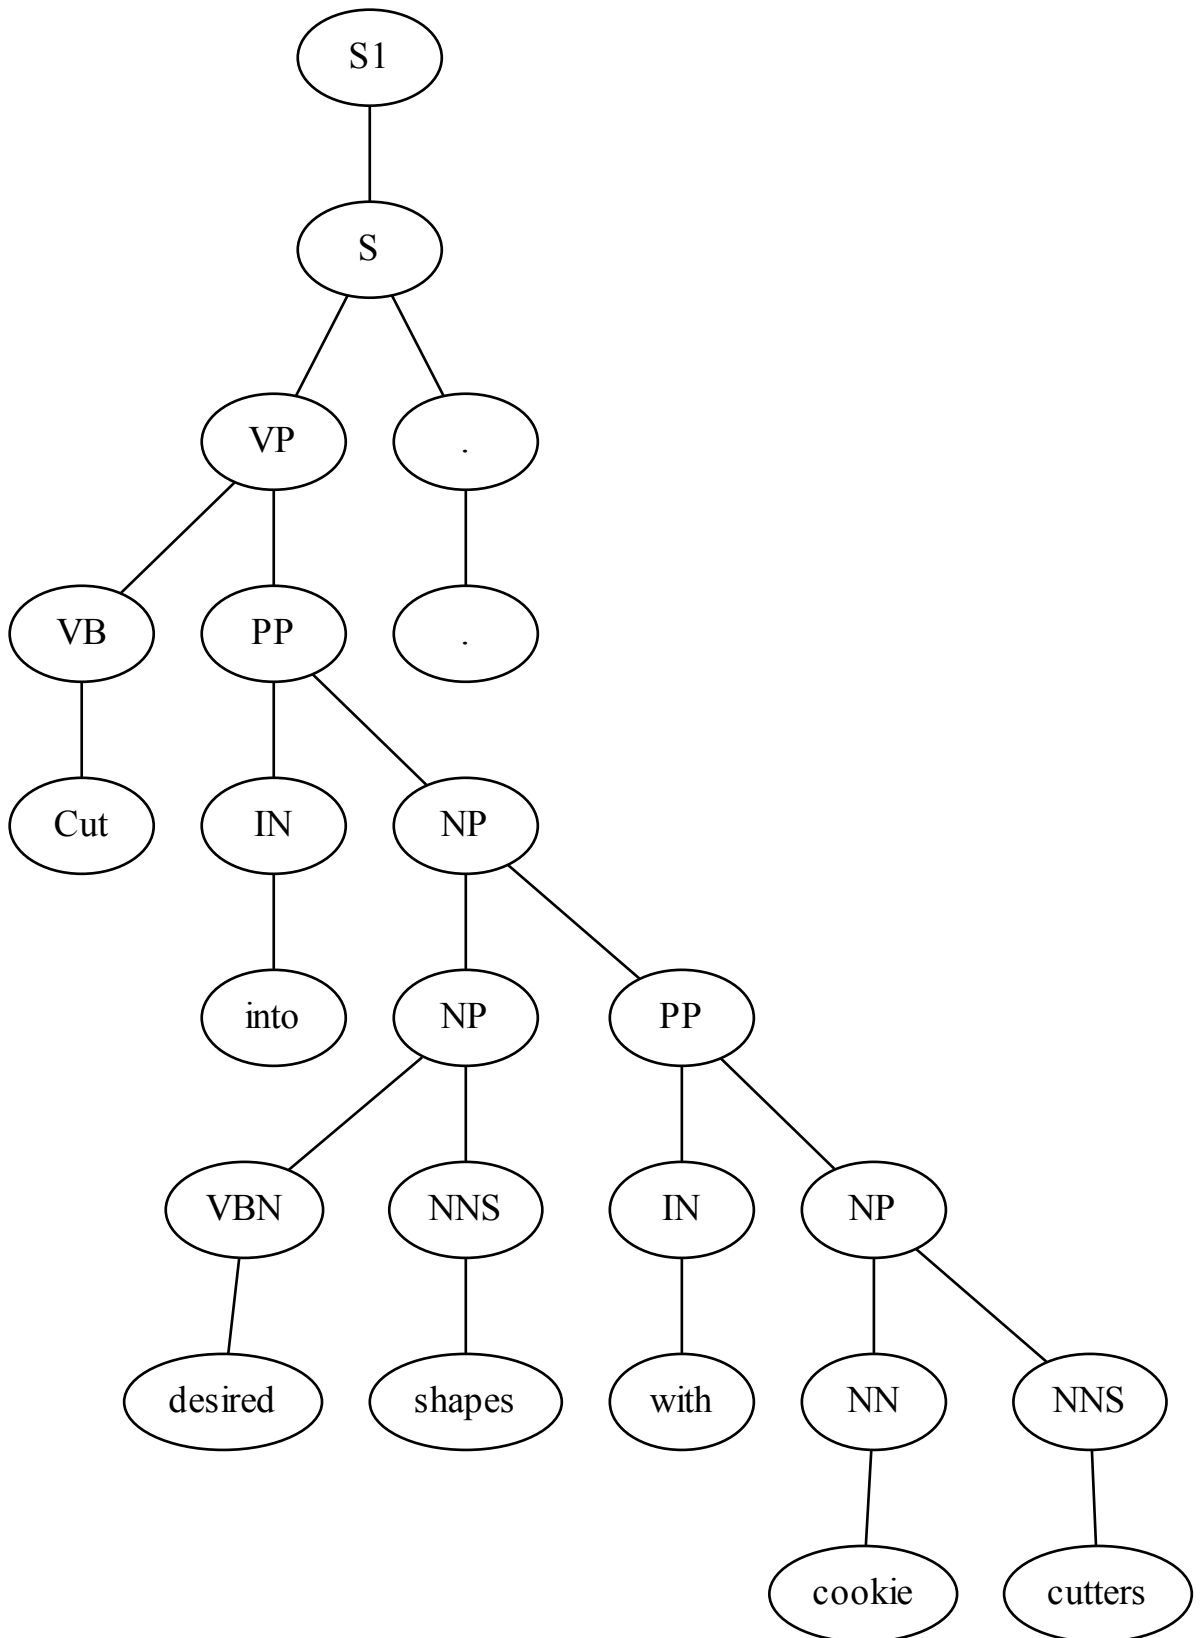 S1
S
VP .
VB PP .
Cut IN NP
into NP PP
VBN NNS IN NP
desired shapes with NN NNS
cookie cutters